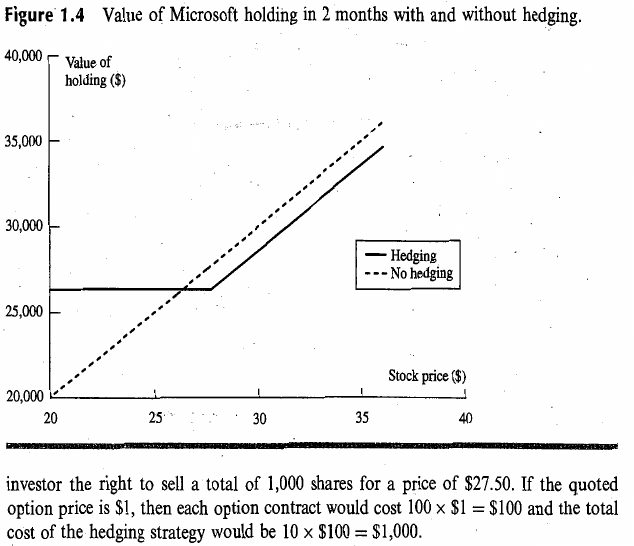 Figure 1.4 Value of Microsoft holding in 2 months with and without hedging.
40,000
Value of
holding ($)
35,000
30,000
Hedging
No hedging
25,000
Stock price ($)
20,000
20 25 30 35 40
investor the right to sell a total of 1,000 shares for a price of $27.50. If the quoted
option price is $1, then each option contract would cost 100 × $1 = $100 and the total
cost of the hedging strategy would be 10 × $100 = $1,000.